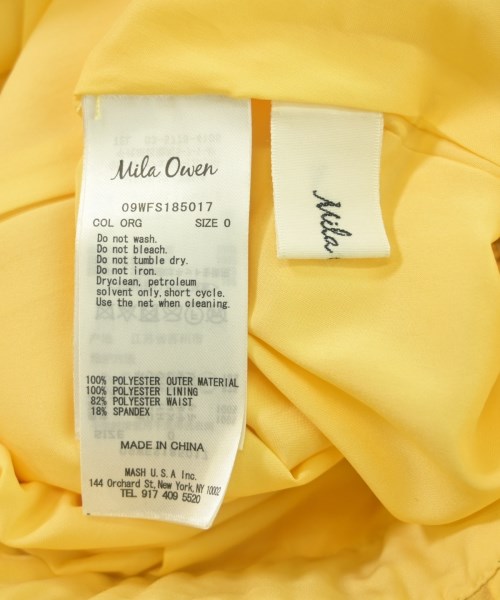 Mila Owen
09WFS185017
COL ORG SIZE 0
Do not wash.
Do not bleach.
Do not tumble dry.
Do not iron.
Dryclean, petroleum
solvent only, short cycle.
Use the net when cleaning.
100% POLYESTER OUTER MATERIAL
100% POLYESTER LINING
82% POLYESTER WAIST
18% SPANDEX
MADE IN CHINA
MASH U.S.A Inc.
144 Orchard St, New York, NY, 10002
TEL 917 409 5520
Mila